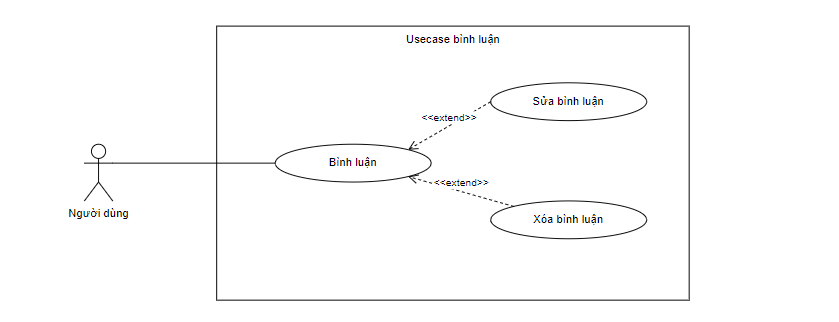 Usecase bình luận
Sửa bình luận
<<extend>>
Bình luận
<<extend>>
Người dùng
Xóa bình luận